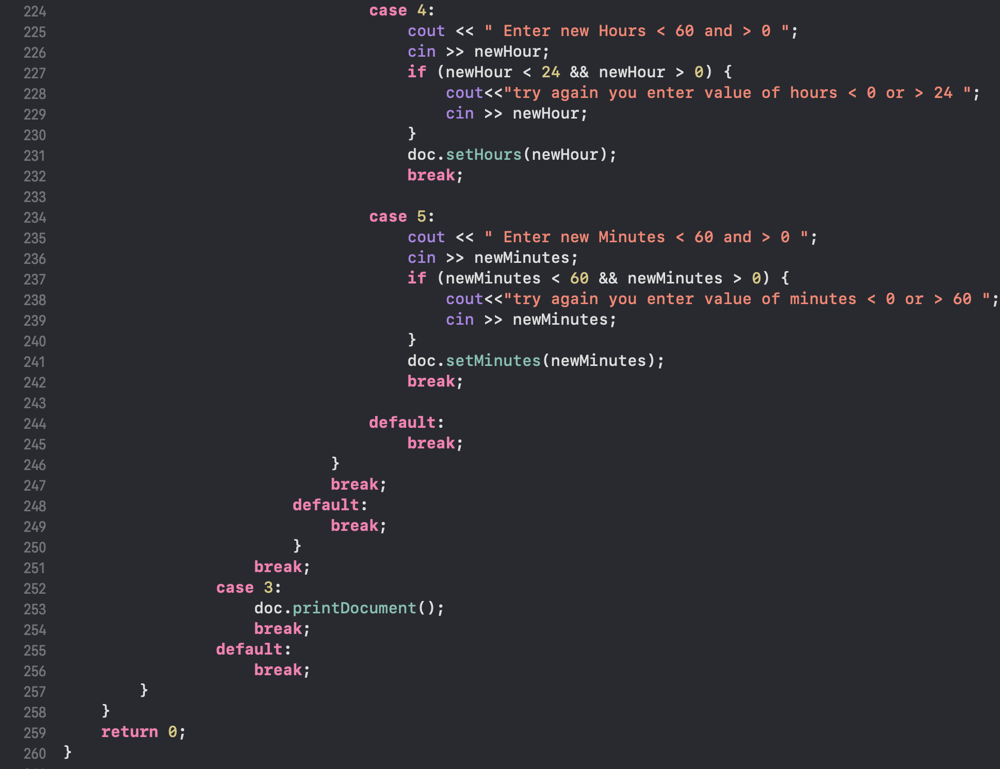 224 case 4:
225 cout << " Enter new Hours < 60 and > 0 ";
226 cin >> newHour;
227 if (newHour < 24 && newHour > 0) {
228 cout<<"try again you enter value of hours < 0 or > 24 ";
229 cin >> newHour;
230 }
231 doc.setHours(newHour);
232 break;
233
234 case 5:
235 cout << " Enter new Minutes < 60 and > 0 ";
236 cin >> newMinutes;
237 if (newMinutes < 60 && newMinutes > 0) {
238 cout<<"try again you enter value of minutes < 0 or > 60 ";
239 cin >> newMinutes;
240 }
241 doc.setMinutes(newMinutes);
242 break;
243
244 default:
245 break;
246 }
247 break;
248 default:
249 break;
250 }
251 break;
252 case 3:
253 doc.printDocument();
254 break;
255 default:
256 break;
257 }
258 }
259 return 0;
260 }